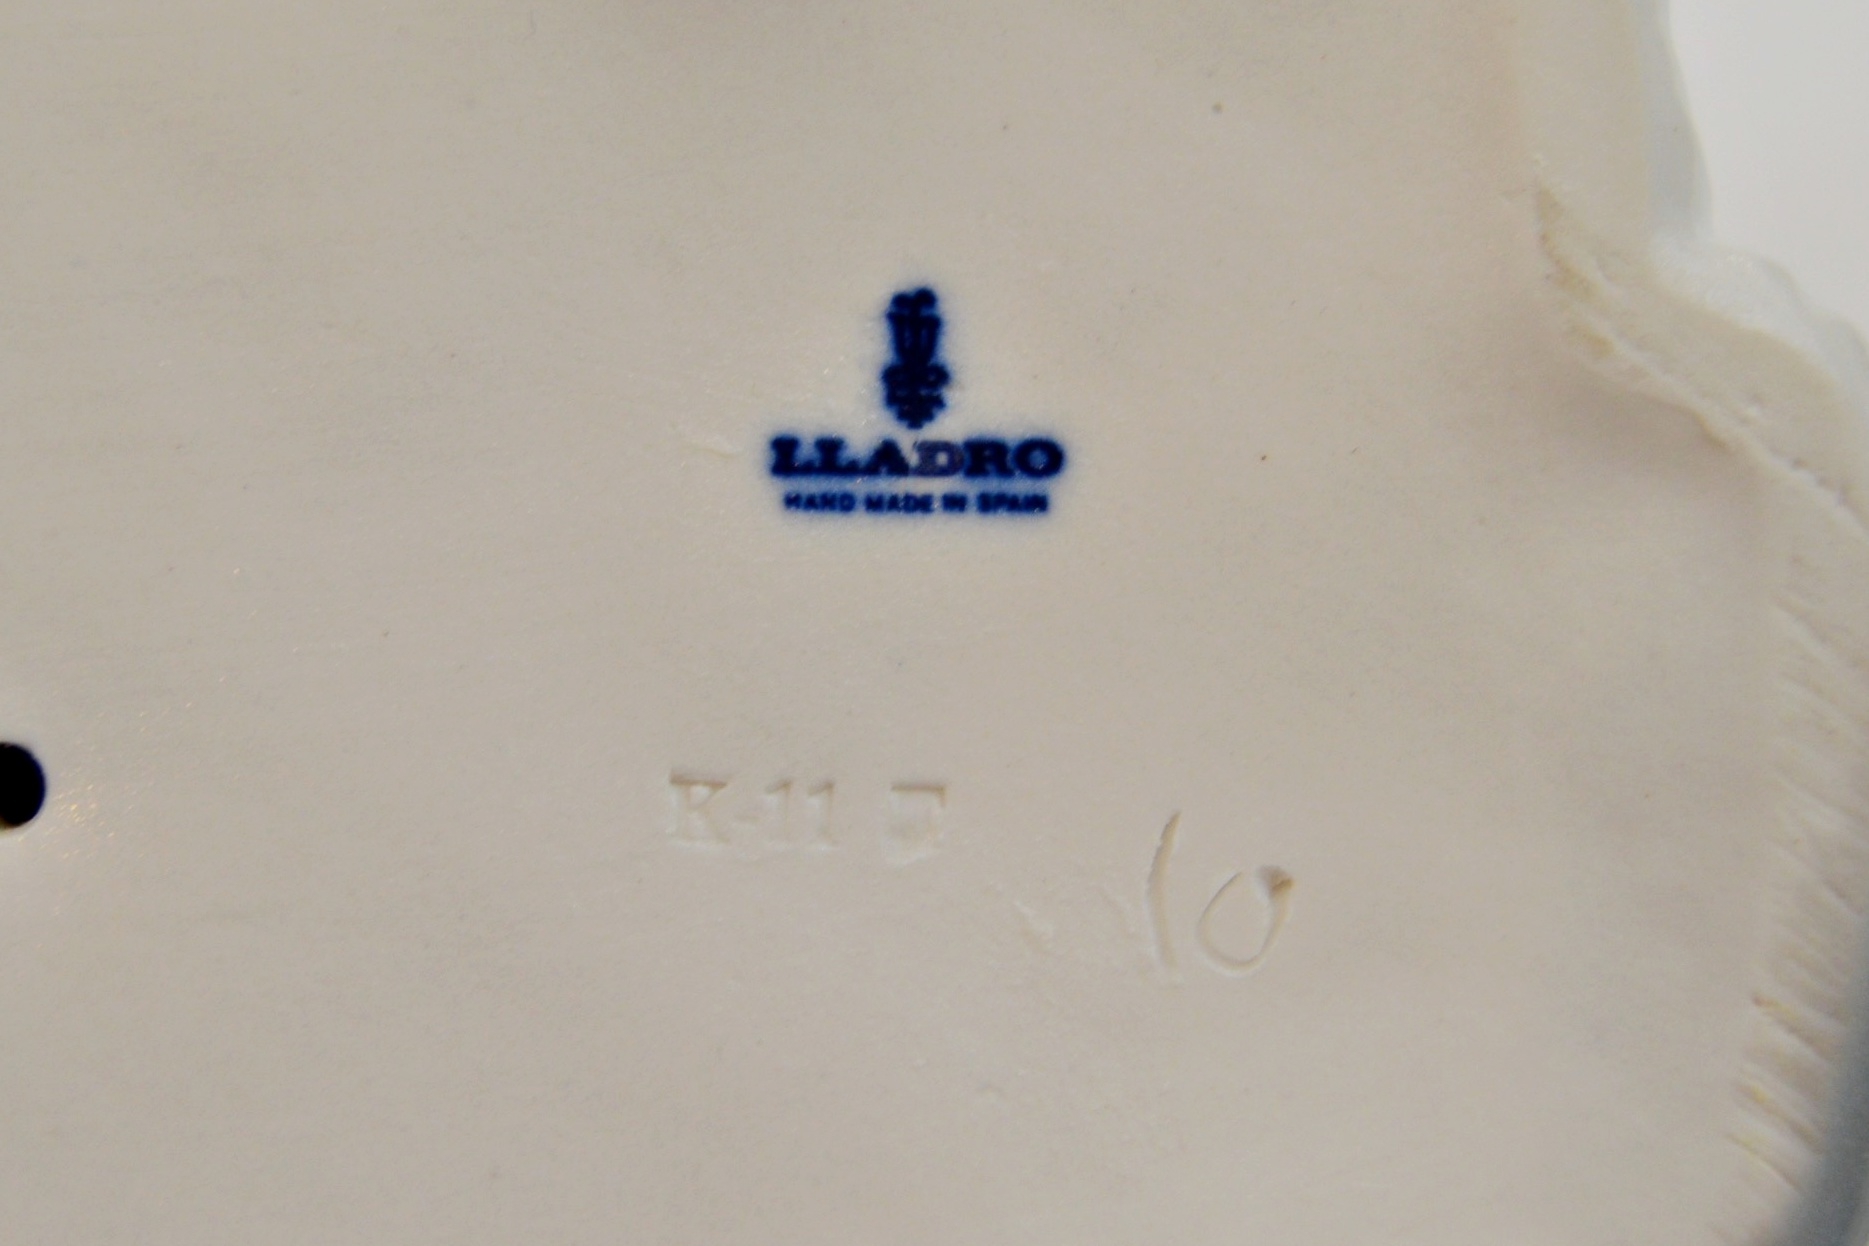 LLADRO
HAND MADE IN SPAIN
K-11 F
10